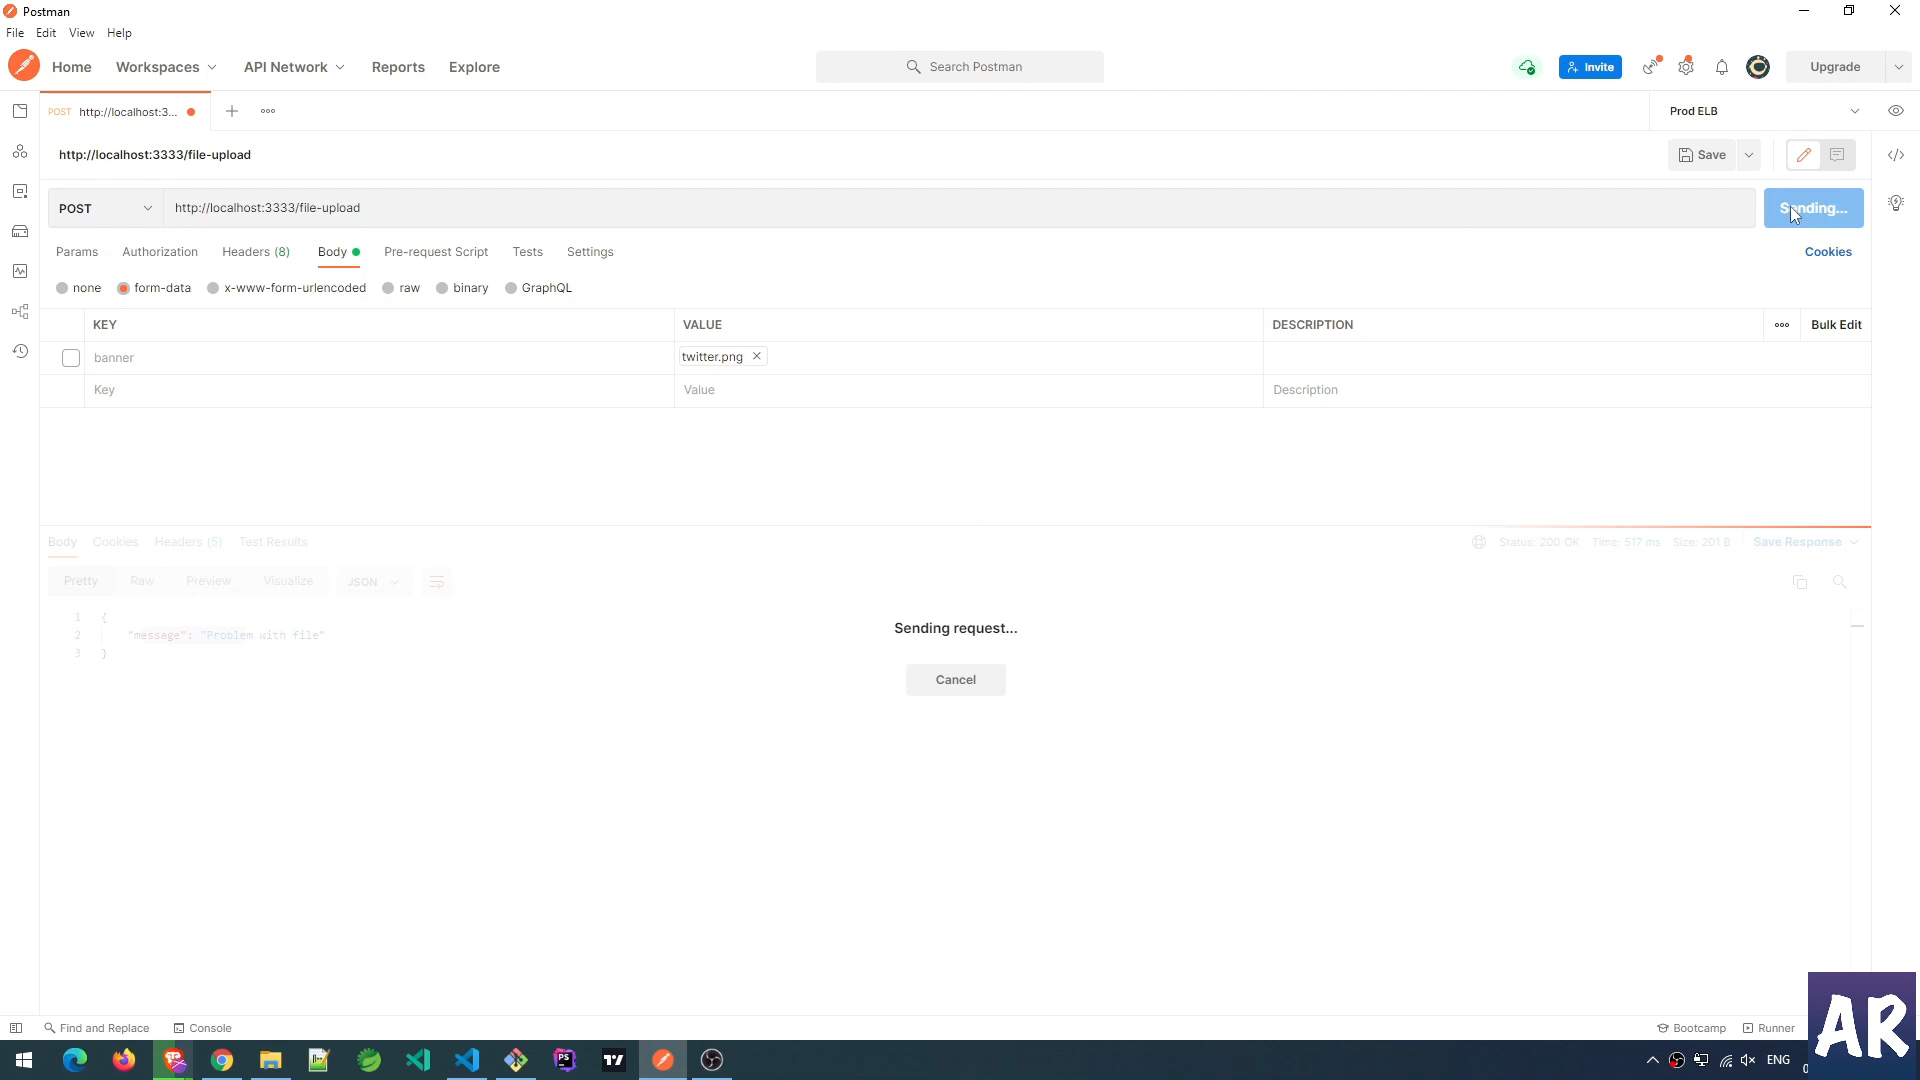 Postman
File Edit View Help
Home Workspaces API Network Reports Explore Search Postman Invite Upgrade
POST http://localhost:3... Prod ELB
http://localhost:3333/file-upload Save
POST http://localhost:3333/file-upload Sending...
Params Authorization Headers (8) Body Pre-request Script Tests Settings Cookies
none form-data x-www-form-urlencoded raw binary GraphQL
KEY VALUE DESCRIPTION Bulk Edit
banner twitter.png
Key Value Description
Body Cookies Headers (5) Test Results Status: 200 OK Time: 517 ms Size: 201 B Save Response
Pretty Raw Preview Visualize JSON
1 {
2 "message": "Problem with file"
3 }
Sending request...
Cancel
Find and Replace Console Bootcamp Runner
PS
ENG
AR